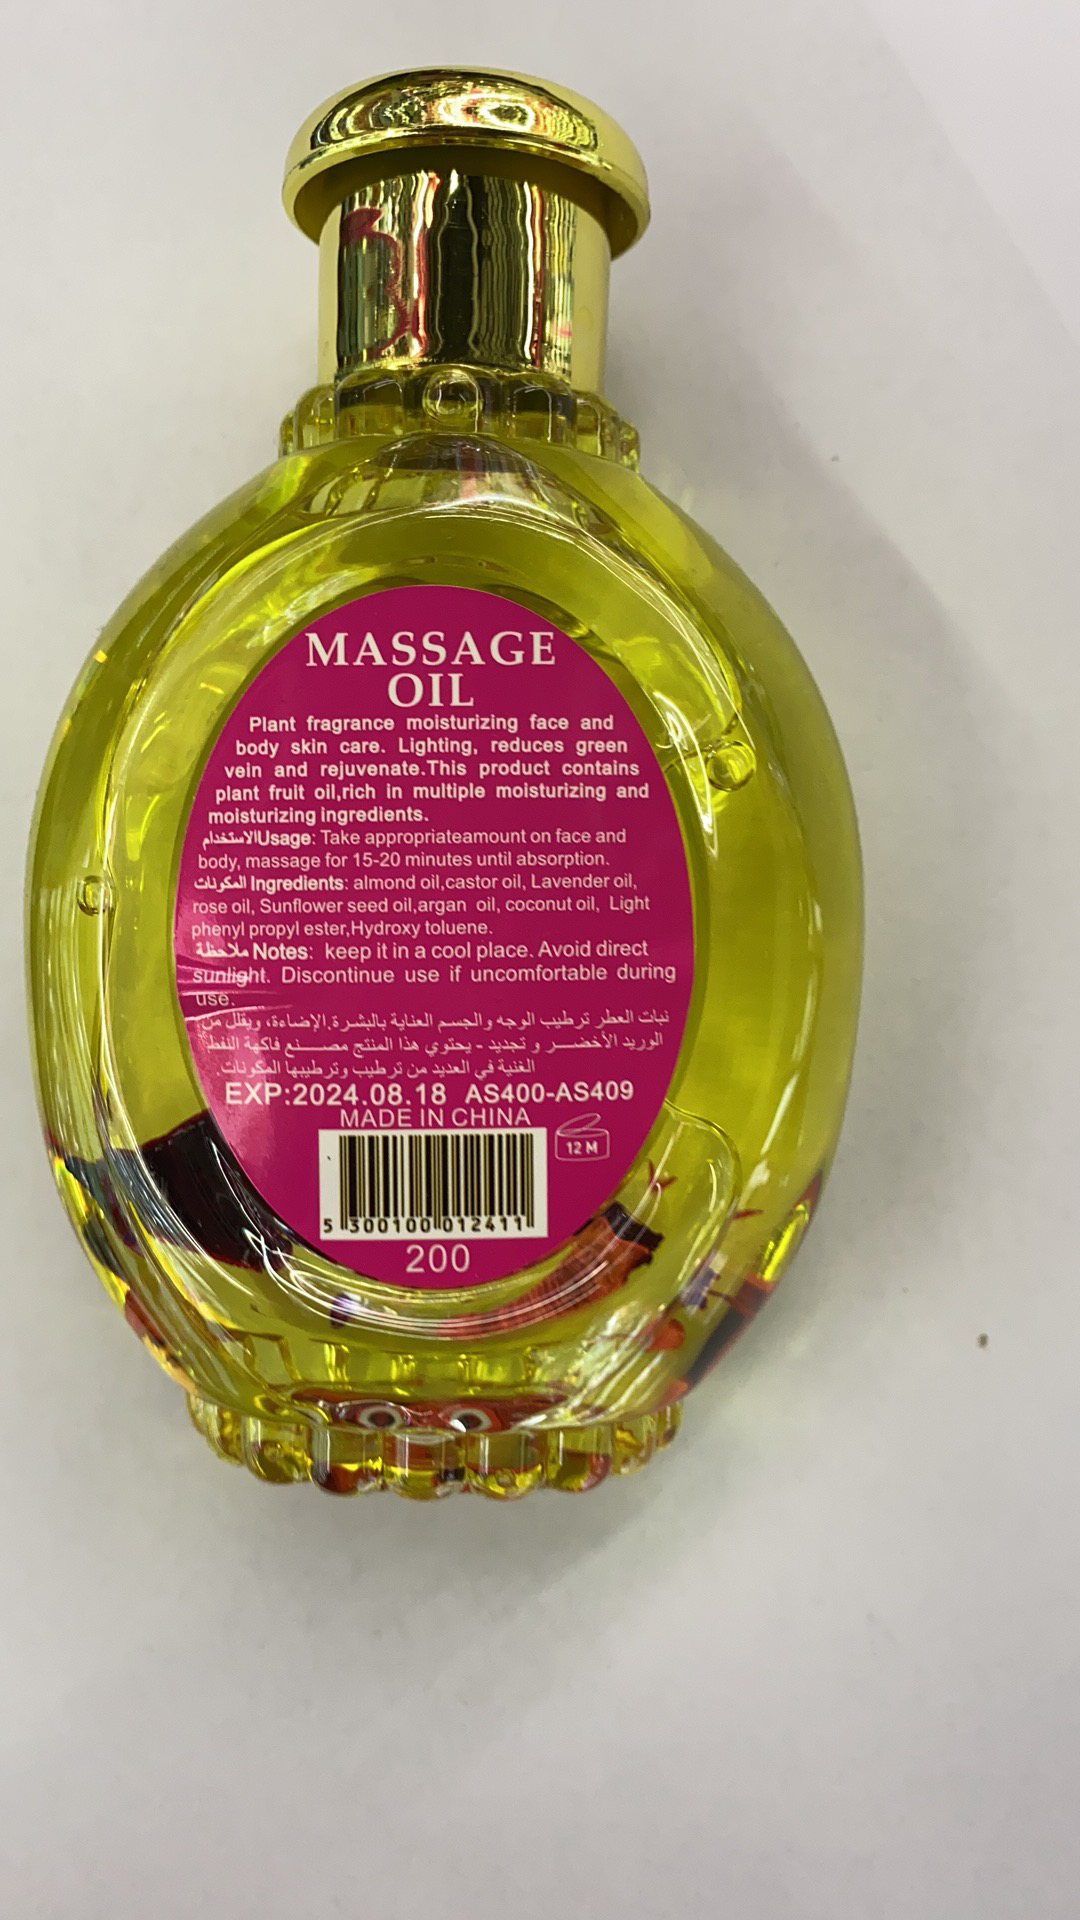 MASSAGE
OIL
Plant fragrance moisturizing face and
body skin care. Lighting, reduces green
vein and rejuvenate.This product contains
plant fruit oil,rich in multiple moisturizing and
moisturizing ingredients.
الاستخدامUsage: Take appropriateamount on face and
body, massage for 15-20 minutes until absorption.
المكونات Ingredients: almond oil,castor oil, Lavender oil,
rose oil, Sunflower seed oil,argan oil, coconut oil, Light
phenyl propyl ester,Hydroxy toluene.
ملاحظة Notes: keep it in a cool place. Avoid direct
sunlight. Discontinue use if uncomfortable during
use.
نبات العطر ترطيب الوجه والجسم العناية بالبشرة.الإضاءة، ويقلل من
الوريد الأخضر و تجديد - يحتوي هذا المنتج مصنع فاكهة النفط
الغنية في العديد من ترطيب وترطيبها المكونات.
EXP:2024.08.18 AS400-AS409
MADE IN CHINA
12 M
5 300100 012411
200